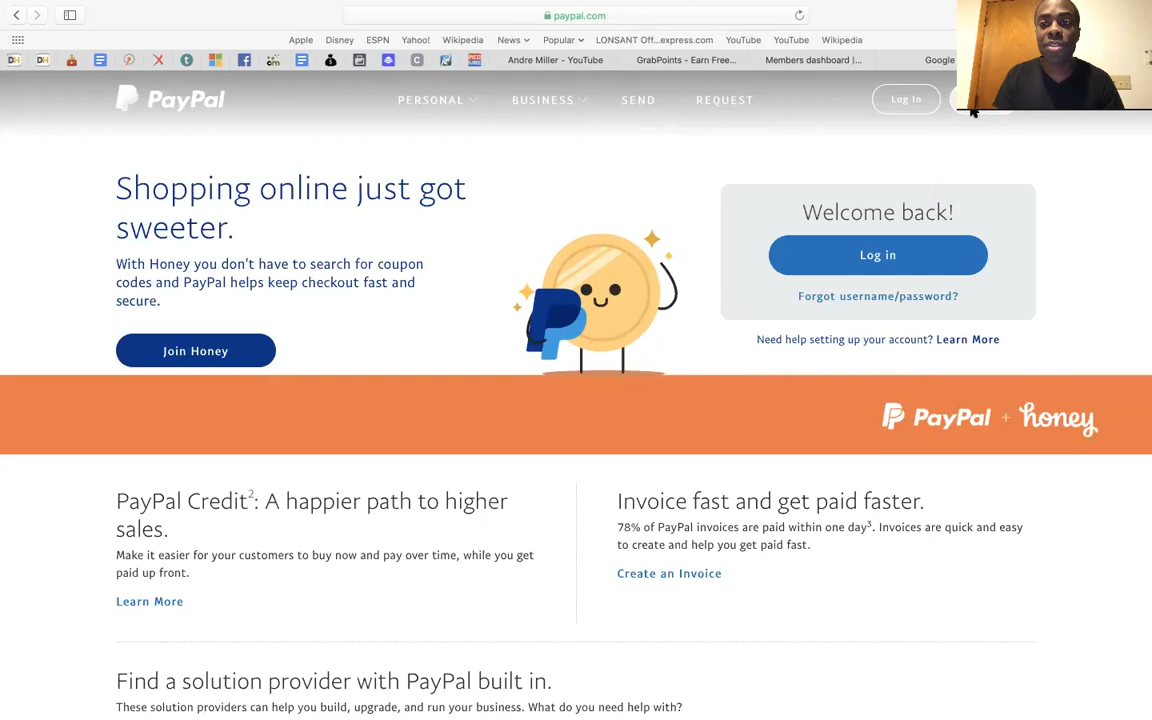 paypal.com
Apple Disney ESPN Yahoo! Wikipedia News Popular LONSANT Off...express.com YouTube YouTube Wikipedia
DH DH Andre Miller - YouTube GrabPoints - Earn Free... Members dashboard |... Google
PayPal PERSONAL BUSINESS SEND REQUEST Log In
Shopping online just got
sweeter.
With Honey you don't have to search for coupon
codes and PayPal helps keep checkout fast and
secure.
Join Honey
Welcome back!
Log in
Forgot username/password?
Need help setting up your account? Learn More
PayPal + honey
PayPal Credit²: A happier path to higher
sales.
Make it easier for your customers to buy now and pay over time, while you get
paid up front.
Learn More
Invoice fast and get paid faster.
78% of PayPal invoices are paid within one day³. Invoices are quick and easy
to create and help you get paid fast.
Create an Invoice
Find a solution provider with PayPal built in.
These solution providers can help you build, upgrade, and run your business. What do you need help with?